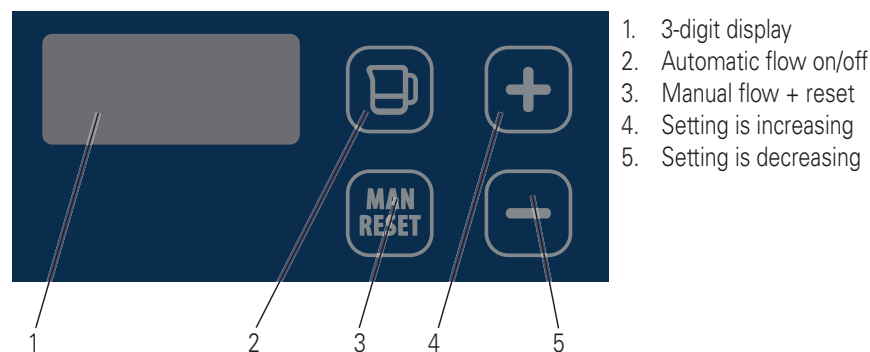 1. 3-digit display
2. Automatic flow on/off
3. Manual flow + reset
4. Setting is increasing
5. Setting is decreasing
MAN
RESET
1 2 3 4 5